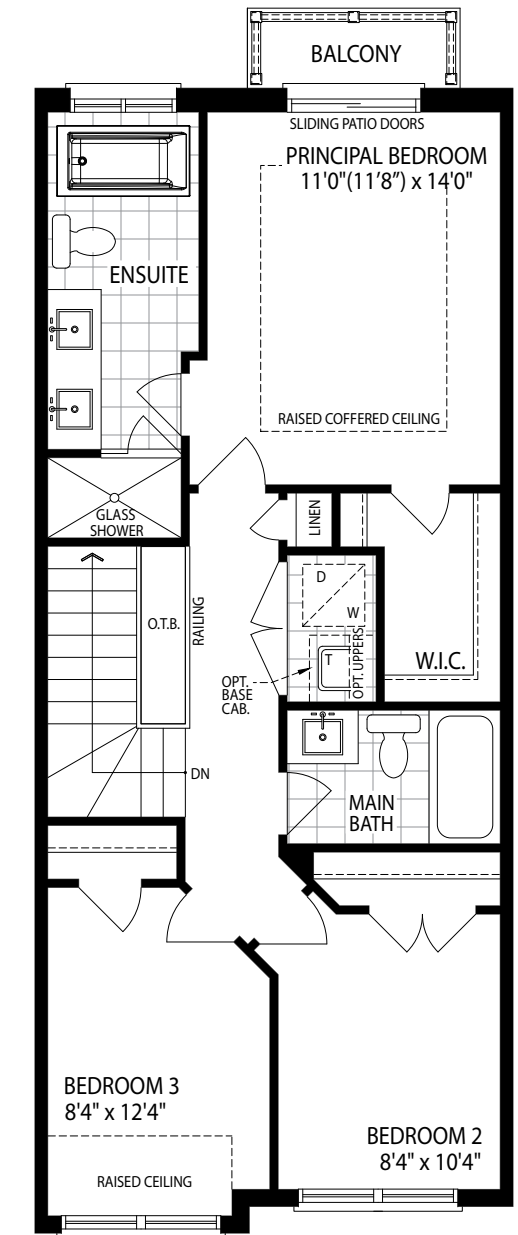 BALCONY
SLIDING PATIO DOORS
PRINCIPAL BEDROOM
11'0"(11'8") x 14'0"
ENSUITE
RAISED COFFERED CEILING
GLASS
SHOWER
LINEN
D
W
O.T.B.
RAILING
T
OPT. UPPERS
W.I.C.
OPT.
BASE
CAB.
DN
MAIN
BATH
BEDROOM 3
8'4" x 12'4"
BEDROOM 2
8'4" x 10'4"
RAISED CEILING